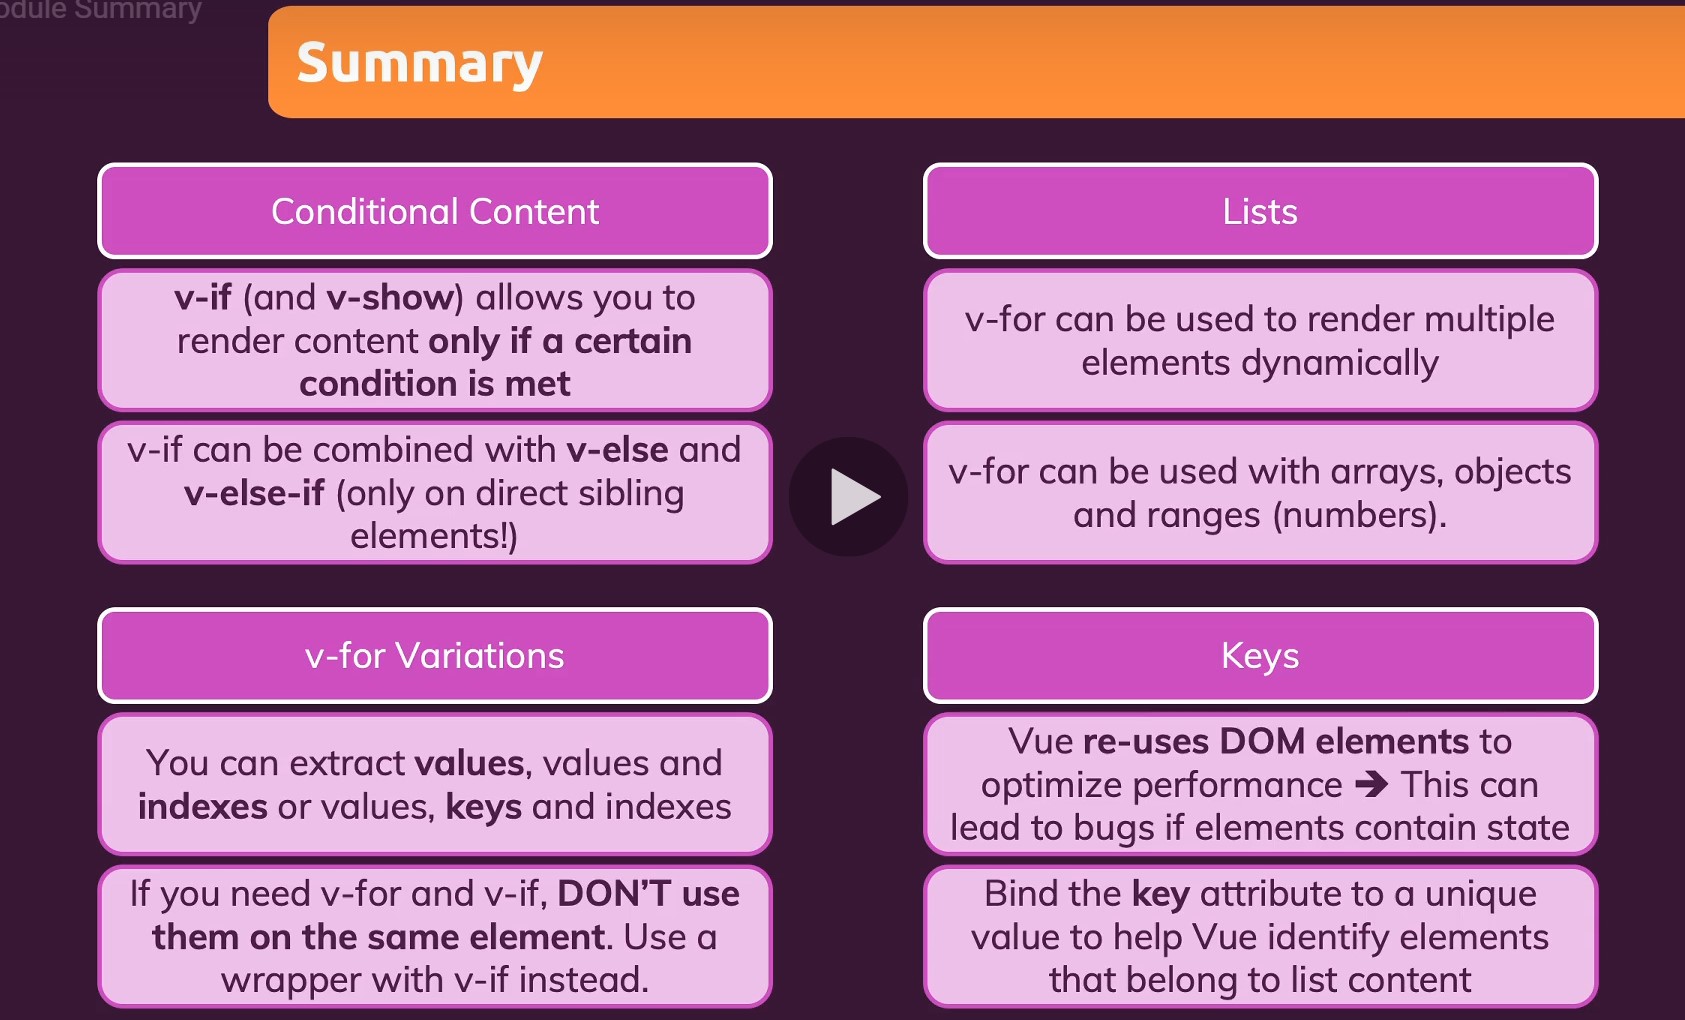 odule Summary
Summary
Conditional Content
v-if (and v-show) allows you to
render content only if a certain
condition is met
v-if can be combined with v-else and
v-else-if (only on direct sibling
elements!)
Lists
v-for can be used to render multiple
elements dynamically
v-for can be used with arrays, objects
and ranges (numbers).
v-for Variations
You can extract values, values and
indexes or values, keys and indexes
If you need v-for and v-if, DON’T use
them on the same element. Use a
wrapper with v-if instead.
Keys
Vue re-uses DOM elements to
optimize performance ➔ This can
lead to bugs if elements contain state
Bind the key attribute to a unique
value to help Vue identify elements
that belong to list content